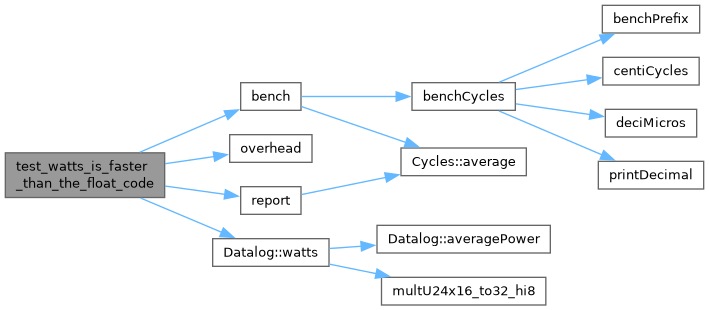 test_watts_is_faster
_than_the_float_code
bench
overhead
report
Datalog::watts
benchCycles
Cycles::average
Datalog::averagePower
multU24x16_to32_hi8
benchPrefix
centiCycles
deciMicros
printDecimal